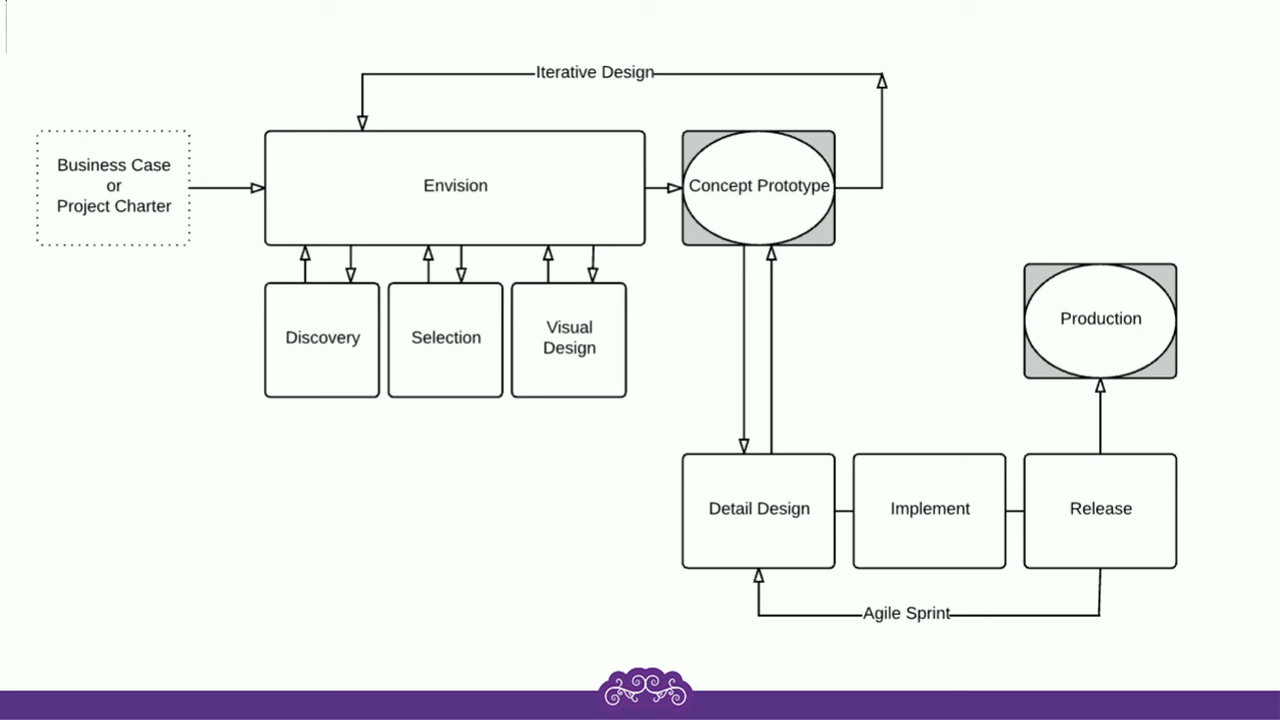 Iterative Design
Business Case
or
Project Charter
Envision
Concept Prototype
Discovery
Selection
Visual
Design
Production
Detail Design
Implement
Release
Agile Sprint